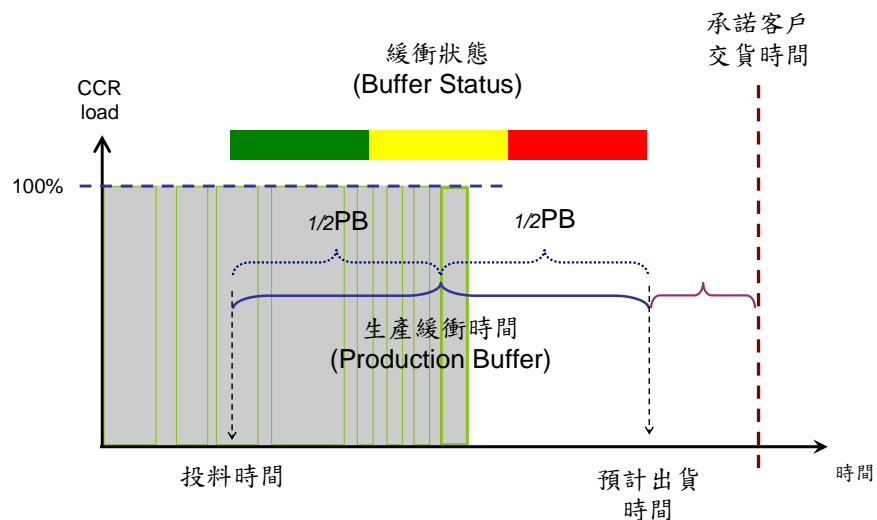 承諾客戶
交貨時間
緩衝狀態
(Buffer Status)
CCR
load
100%
1/2PB
1/2PB
生產緩衝時間
(Production Buffer)
投料時間
預計出貨
時間
時間